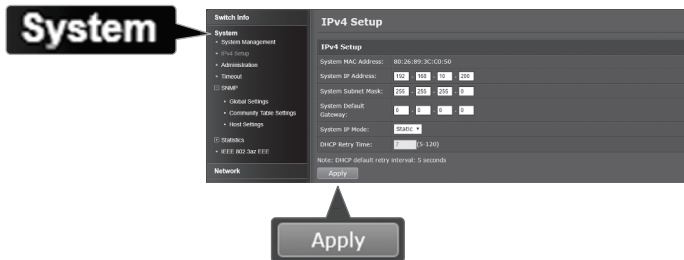 System
Switch Info
System
• System Management
• IPv4 Setup
• Administration
• Timeout
SNMP
• Global Settings
• Community Table Settings
• Host Settings
Statistics
• IEEE 802.3az EEE
Network
IPv4 Setup
IPv4 Setup
System MAC Address: 80:26:89:3C:C0:50
System IP Address: 192 . 168 . 10 . 200
System Subnet Mask: 255 . 255 . 255 . 0
System Default Gateway: 0 . 0 . 0 . 0
System IP Mode: Static
DHCP Retry Time: 7 (5-120)
Note: DHCP default retry interval: 5 seconds
Apply
Apply